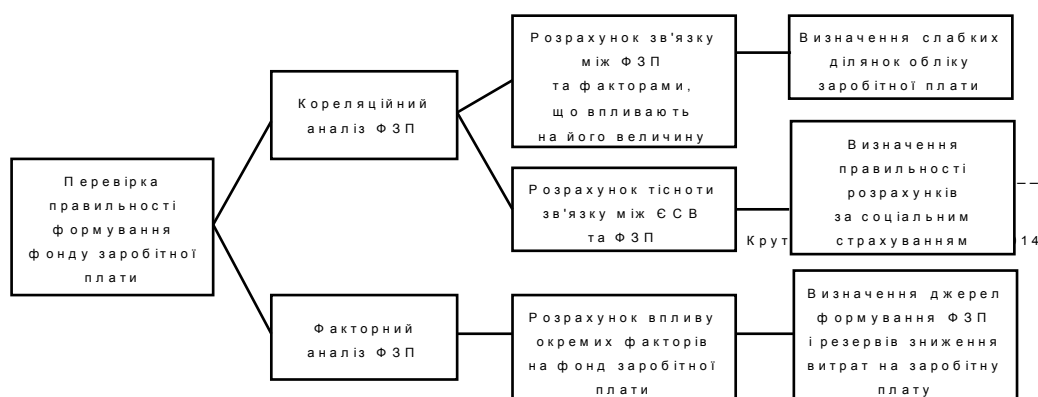 Перевірка
правильності
формування
фонду заробітної
плати
Кореляційний
аналіз ФЗП
Розрахунок зв'язку
між ФЗП
та факторами,
що впливають
на його величину
Визначення слабких
ділянок обліку
заробітної плати
Розрахунок тісноти
зв'язку між ЄСВ
та ФЗП
Визначення
правильності
розрахунків
за соціальним
страхуванням
Факторний
аналіз ФЗП
Розрахунок впливу
окремих факторів
на фонд заробітної
плати
Визначення джерел
формування ФЗП
і резервів зниження
витрат на заробітну
плату